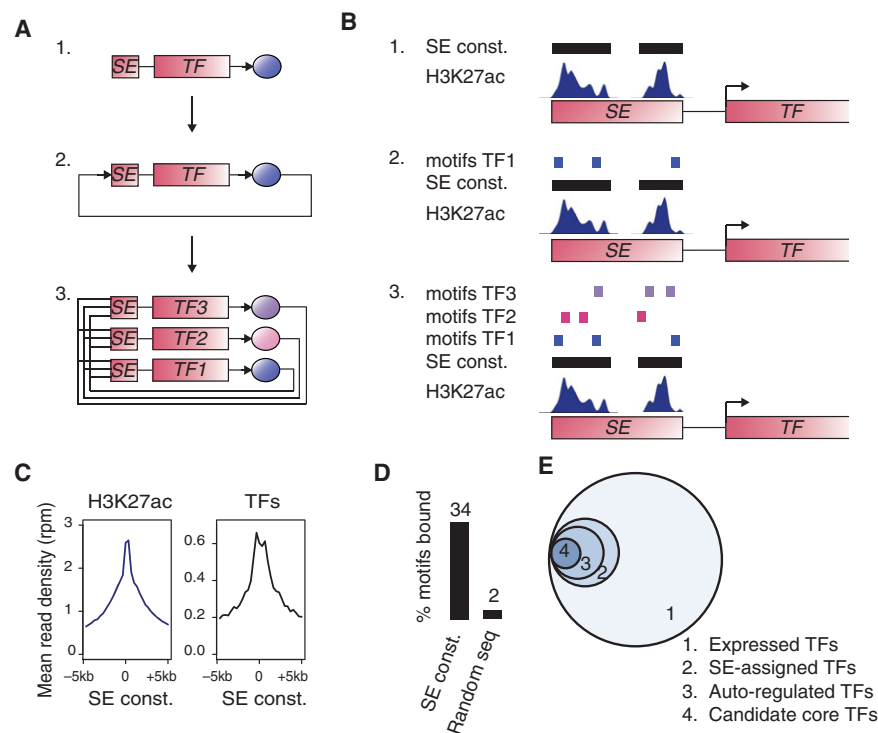 A
1.
SE TF
2.
SE TF
3.
SE TF3
SE TF2
SE TF1
B
1. SE const.
H3K27ac
SE TF
2. motifs TF1
SE const.
H3K27ac
SE TF
3. motifs TF3
motifs TF2
motifs TF1
SE const.
H3K27ac
SE TF
C
H3K27ac TFs
Mean read density (rpm)
3
2
1
0
0.6
0.4
0.2
0.0
−5kb 0 +5kb
SE const.
−5kb 0 +5kb
SE const.
D
% motifs bound
34
2
SE const.
Random seq
E
4
3
2
1
1. Expressed TFs
2. SE-assigned TFs
3. Auto-regulated TFs
4. Candidate core TFs